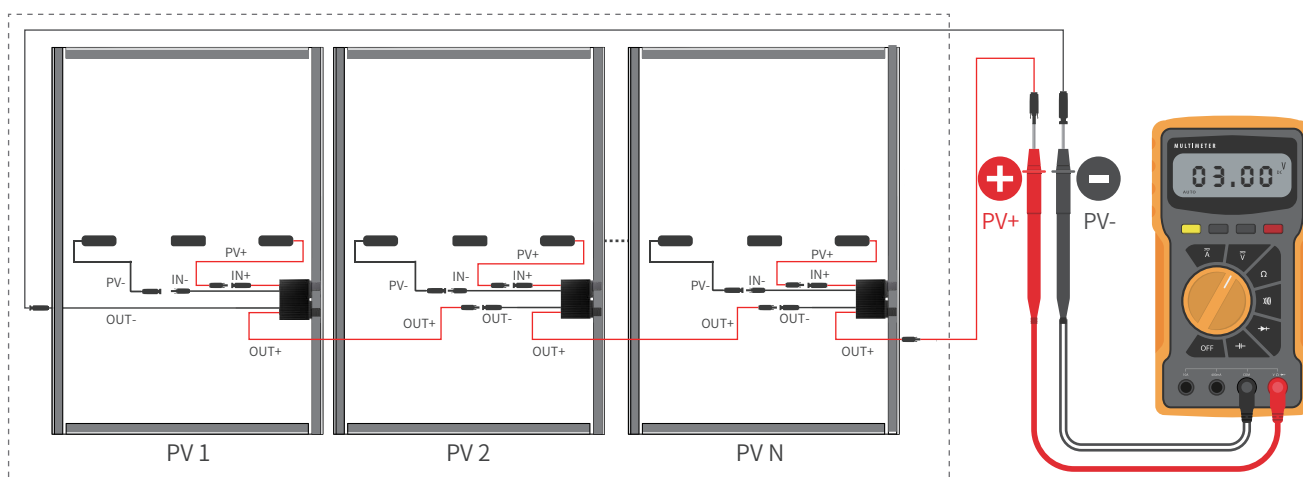 PV+
PV-
IN-
IN+
OUT-
OUT+
PV 1
PV+
PV-
IN-
IN+
OUT+
OUT-
OUT+
PV 2
PV+
PV-
IN-
IN+
OUT+
OUT-
OUT+
PV N
PV+
PV-
MULTIMETER
03.00
V
AUTO
A
V
Ω
OFF